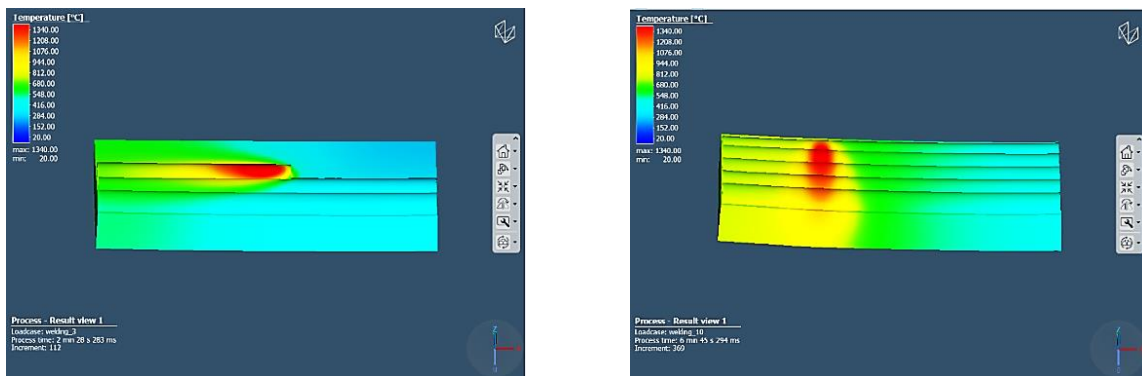 Temperature [°C]
1340.00
1208.00
1076.00
944.00
812.00
680.00
548.00
416.00
284.00
152.00
20.00
max: 1340.00
min: 20.00
Process - Result view 1
Loadcase: welding_3
Process time: 2 min 28 s 283 ms
Increment: 112
Temperature [°C]
1340.00
1208.00
1076.00
944.00
812.00
680.00
548.00
416.00
284.00
152.00
20.00
max: 1340.00
min: 20.00
Process - Result view 1
Loadcase: welding_10
Process time: 6 min 45 s 294 ms
Increment: 369